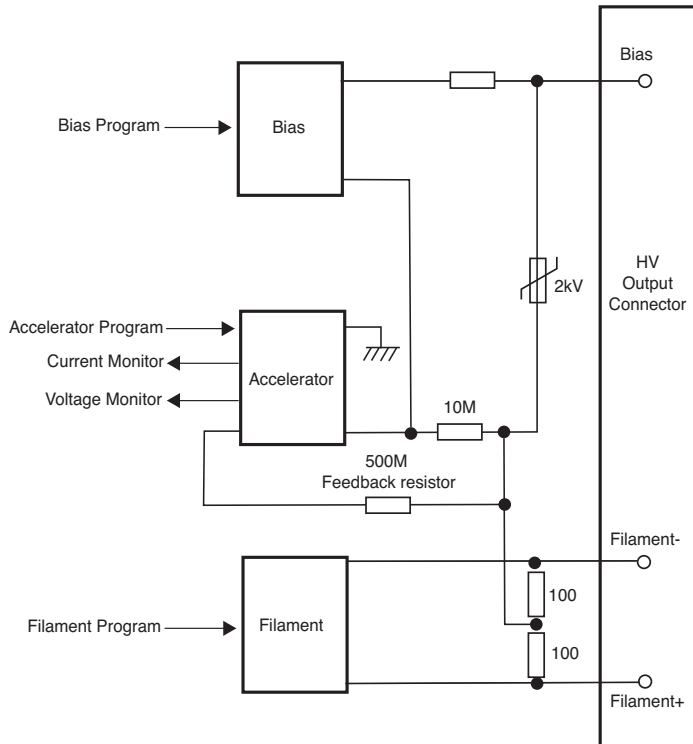 Bias
Bias Program
Bias
2kV
HV
Output
Connector
Accelerator Program
Current Monitor
Voltage Monitor
Accelerator
10M
500M
Feedback resistor
Filament-
100
Filament Program
Filament
100
Filament+